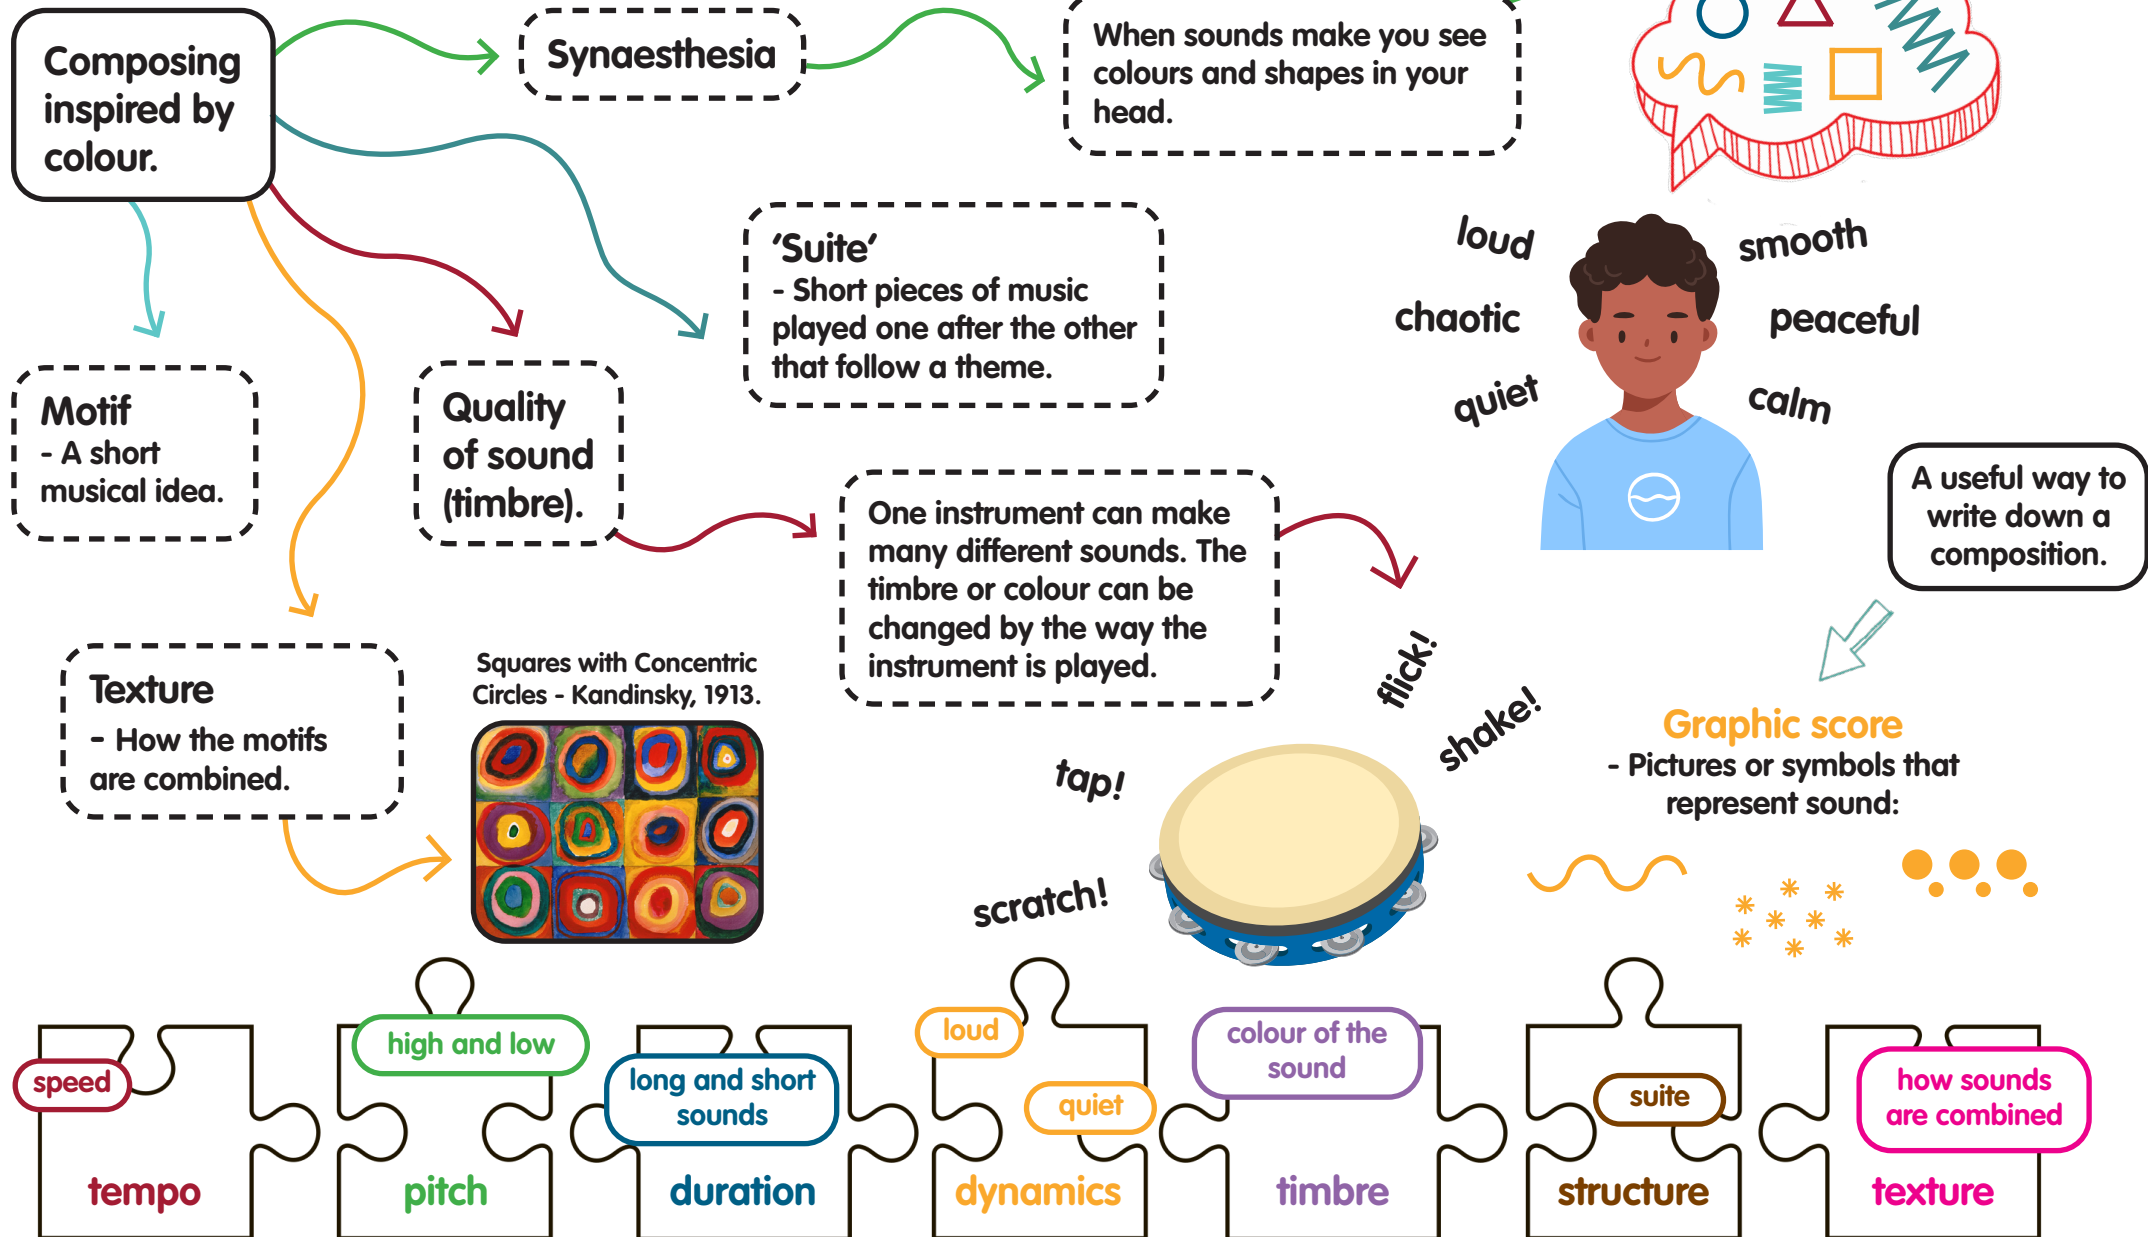 Composing
inspired by
colour.
Synaesthesia
When sounds make you see
colours and shapes in your
head.
'Suite'
- Short pieces of music
played one after the other
that follow a theme.
loud
smooth
chaotic
peaceful
quiet
calm
Motif
- A short
musical idea.
Quality
of sound
(timbre).
One instrument can make
many different sounds. The
timbre or colour can be
changed by the way the
instrument is played.
A useful way to
write down a
composition.
Texture
- How the motifs
are combined.
Squares with Concentric
Circles - Kandinsky, 1913.
flick!
shake!
tap!
scratch!
Graphic score
- Pictures or symbols that
represent sound:
speed
tempo
high and low
pitch
long and short
sounds
duration
loud
quiet
dynamics
colour of the
sound
timbre
suite
structure
how sounds
are combined
texture